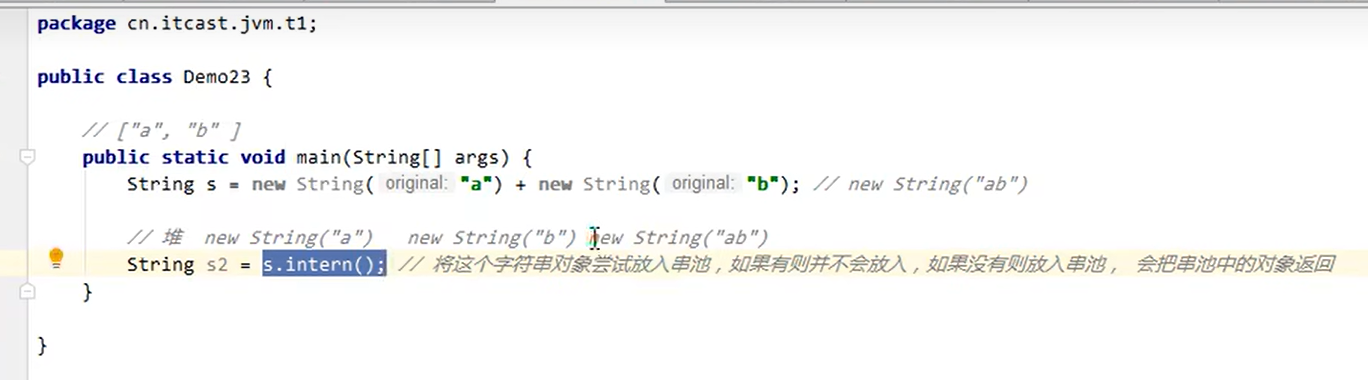 package cn.itcast.jvm.t1;
public class Demo23 {
// ["a", "b" ]
public static void main(String[] args) {
String s = new String( original: "a") + new String( original: "b"); // new String("ab")
// 堆 new String("a") new String("b") new String("ab")
String s2 = s.intern(); // 将这个字符串对象尝试放入串池，如果有则并不会放入，如果没有则放入串池， 会把串池中的对象返回
}
}